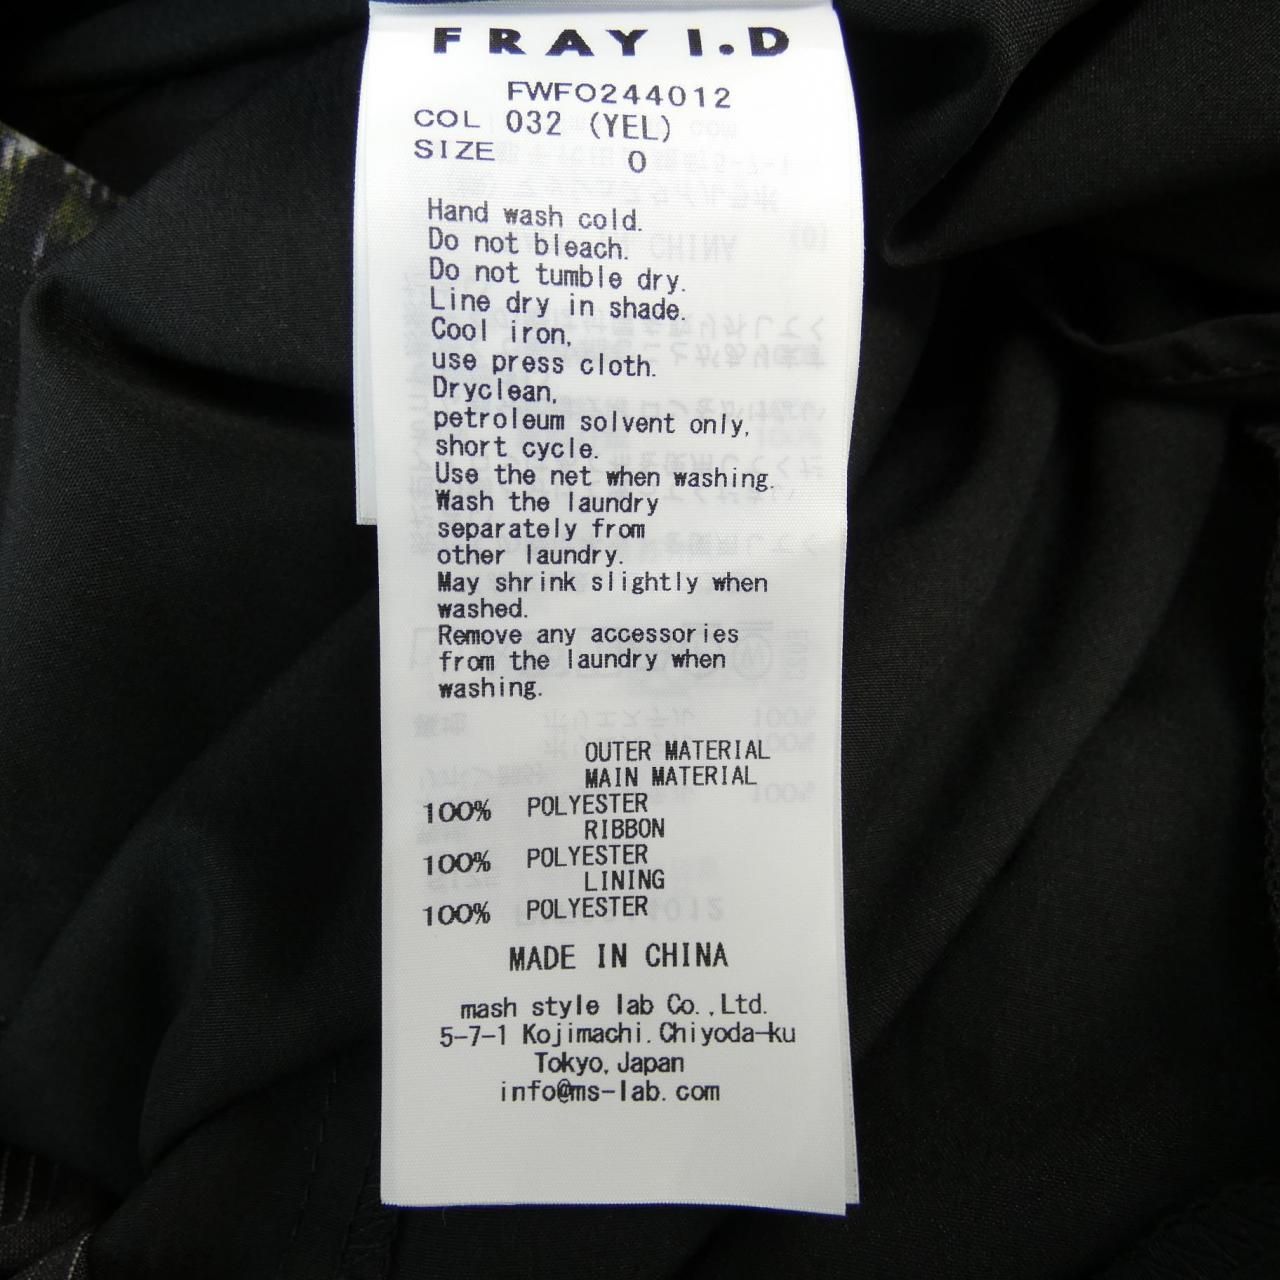 FRAY I.D
FWFO244012
COL 032 (YEL)
SIZE 0
Hand wash cold.
Do not bleach.
Do not tumble dry.
Line dry in shade.
Cool iron,
use press cloth.
Dryclean,
petroleum solvent only,
short cycle.
Use the net when washing.
Wash the laundry
separately from
other laundry.
May shrink slightly when
washed.
Remove any accessories
from the laundry when
washing.
OUTER MATERIAL
MAIN MATERIAL
100% POLYESTER
RIBBON
100% POLYESTER
LINING
100% POLYESTER
MADE IN CHINA
mash style lab Co.,Ltd.
5-7-1 Kojimachi.Chiyoda-ku
Tokyo,Japan
info@ms-lab.com